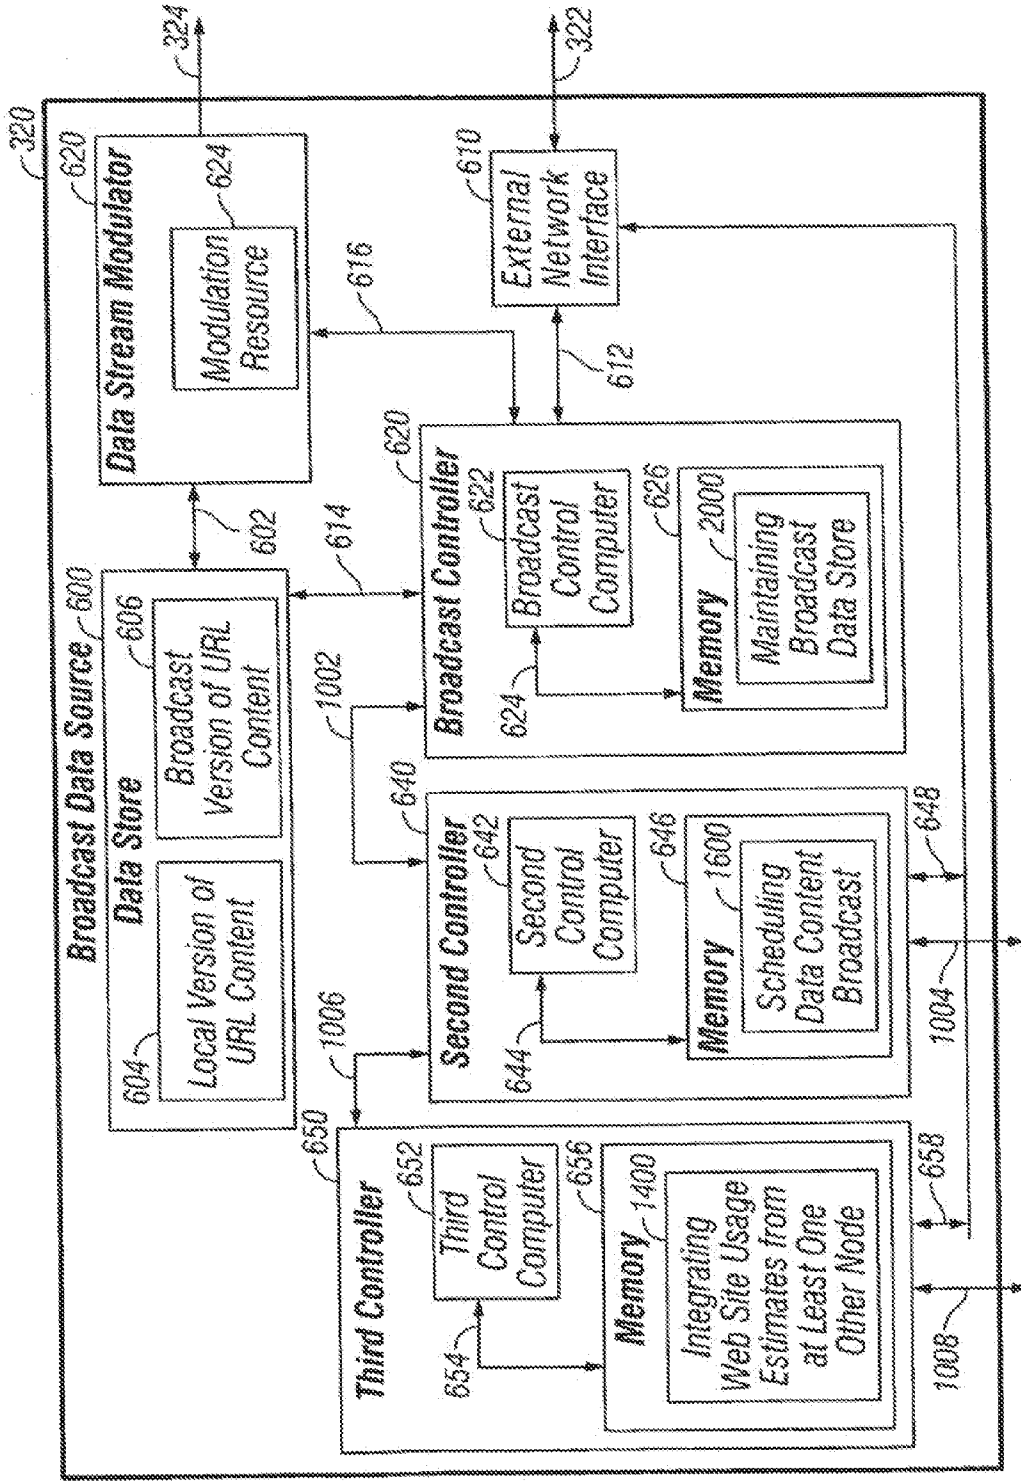 320
Broadcast Data Source
600
Data Store
604
Local Version of
URL Content
606
Broadcast
Version of URL
Content
602
620
Data Stream Modulator
624
Modulation
Resource
324
614
616
1002
1006
650
Third Controller
652
Third
Control
Computer
654
656
Memory
1400
Integrating
Web Site Usage
Estimates from
at Least One
Other Node
658
1008
640
Second Controller
642
Second
Control
Computer
644
646
Memory
1600
Scheduling
Data Content
Broadcast
648
1004
620
Broadcast Controller
622
Broadcast
Control
Computer
624
626
Memory
2000
Maintaining
Broadcast
Data Store
612
610
External
Network
Interface
322